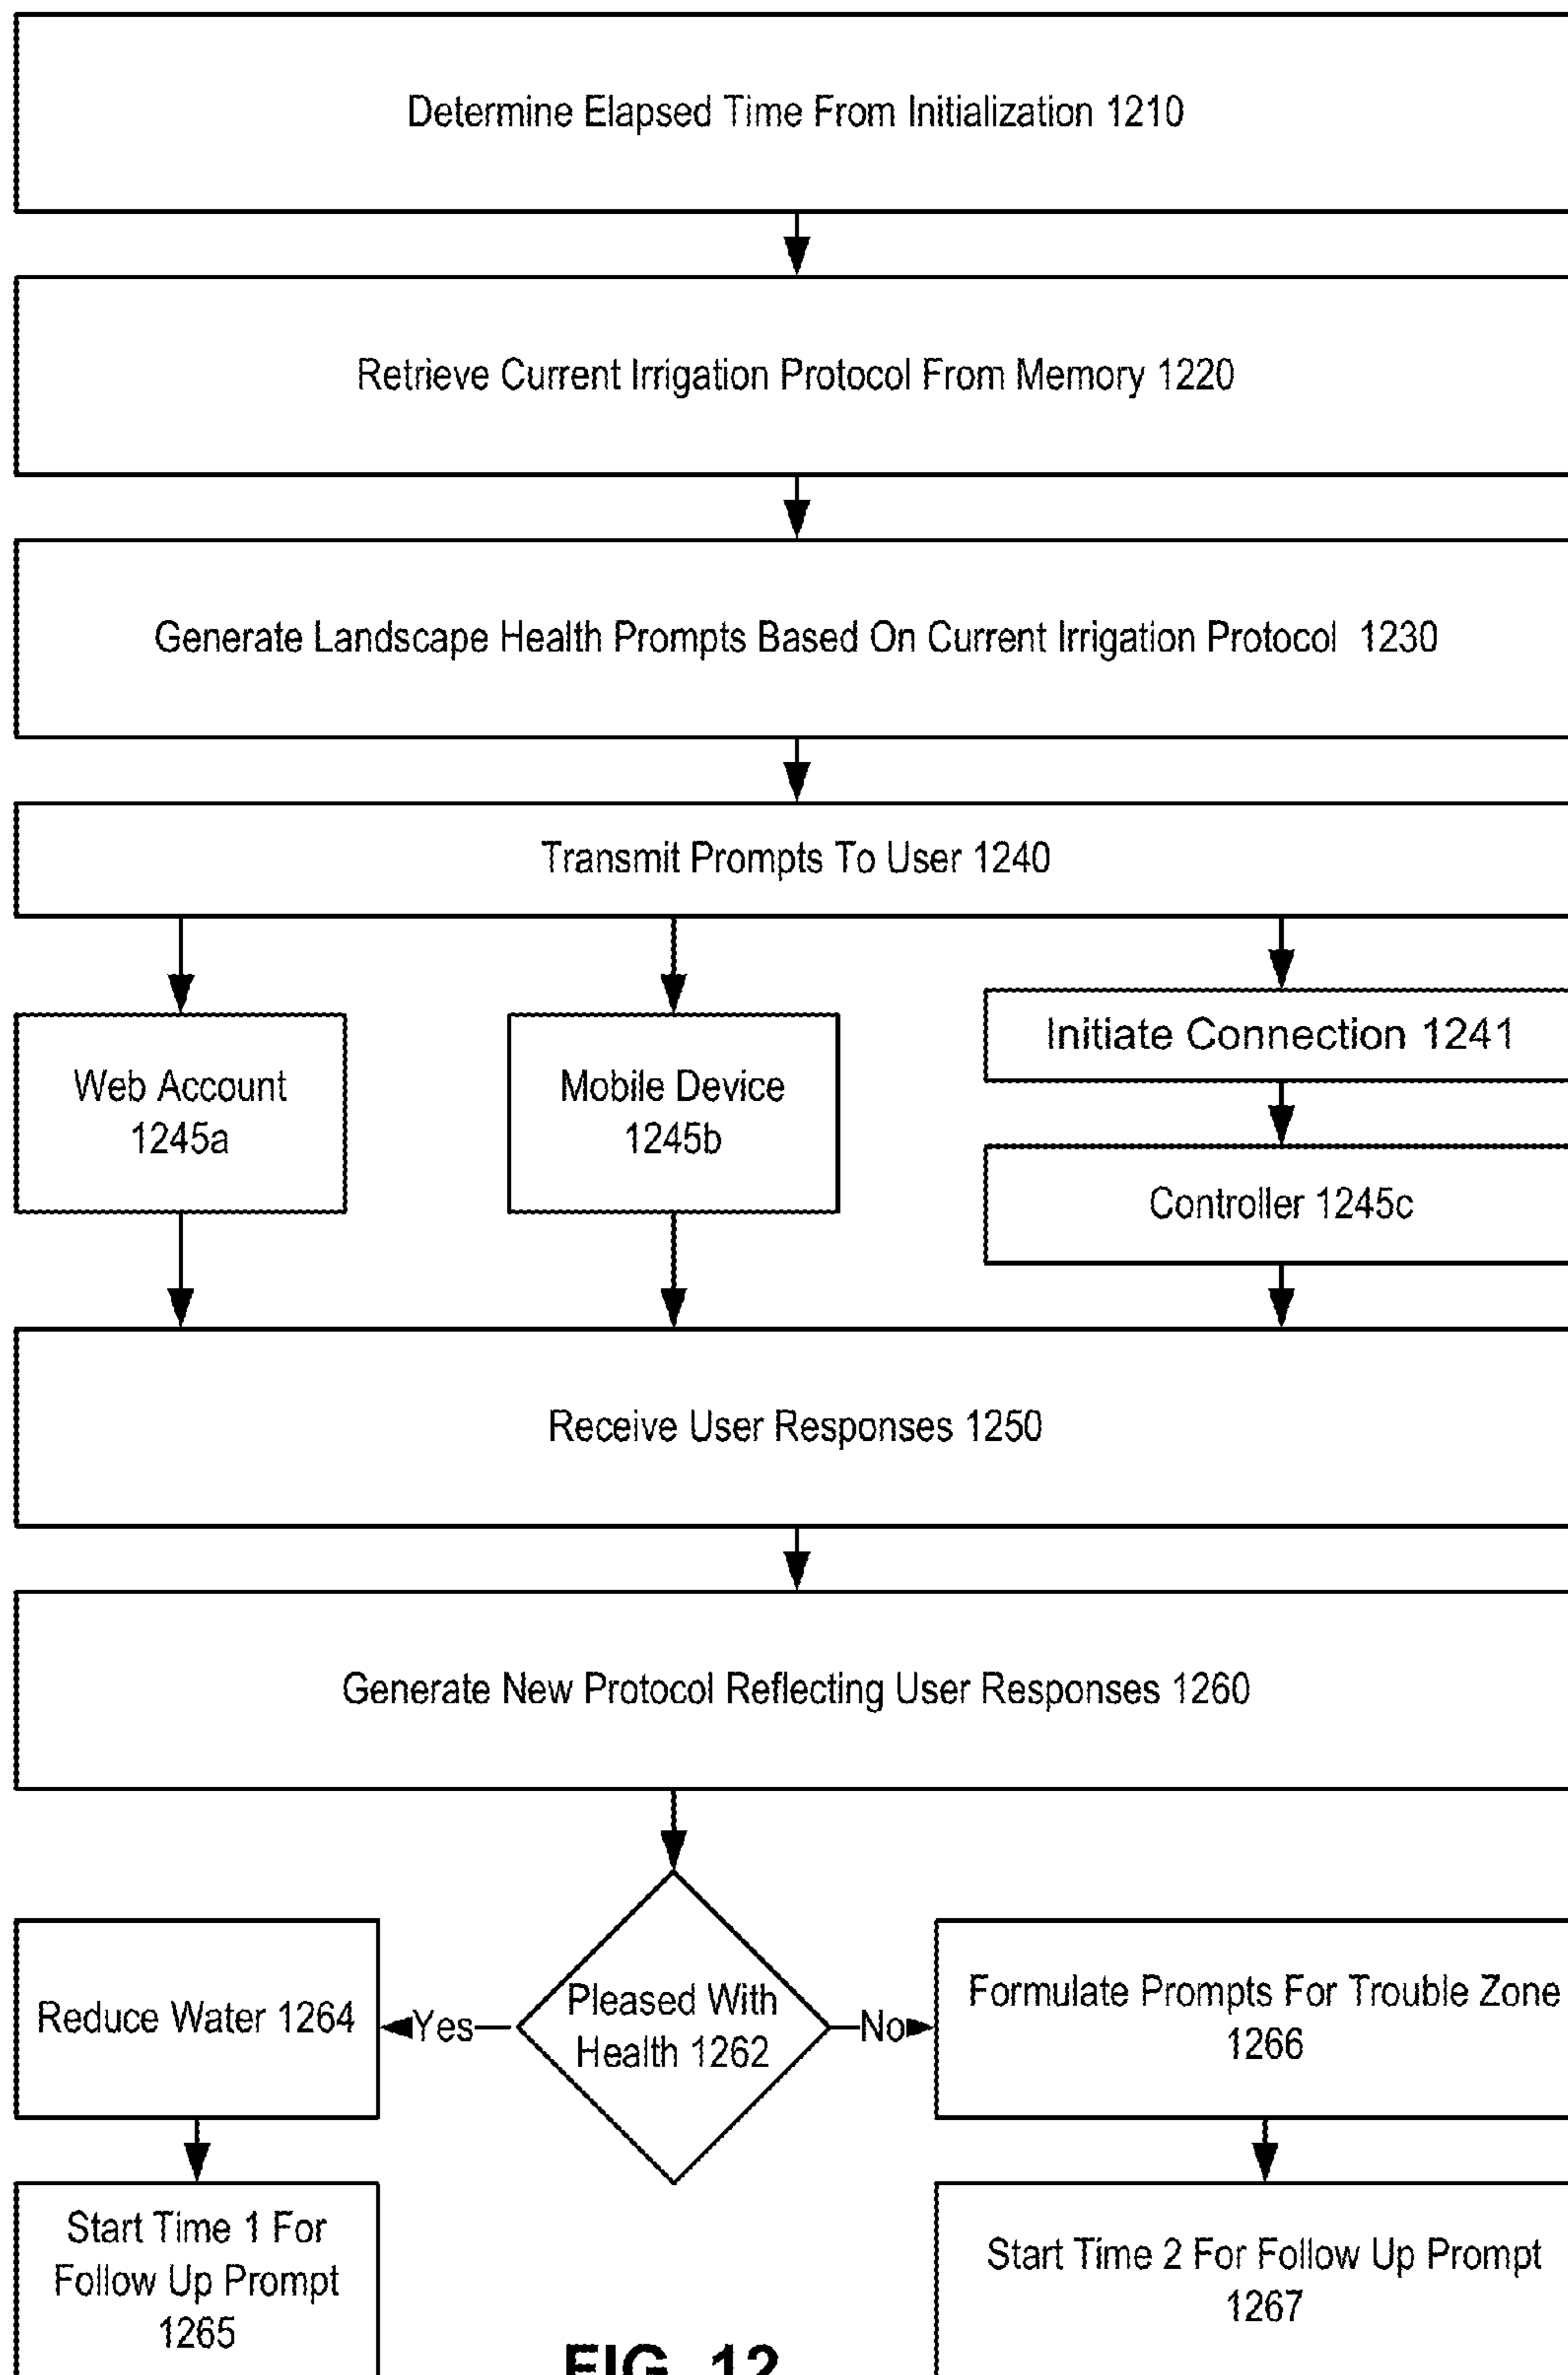 Determine Elapsed Time From Initialization 1210
Retrieve Current Irrigation Protocol From Memory 1220
Generate Landscape Health Prompts Based On Current Irrigation Protocol 1230
Transmit Prompts To User 1240
Web Account
1245a
Mobile Device
1245b
Initiate Connection 1241
Controller 1245c
Receive User Responses 1250
Generate New Protocol Reflecting User Responses 1260
Reduce Water 1264
Yes
Pleased With
Health 1262
No
Formulate Prompts For Trouble Zone
1266
Start Time 1 For
Follow Up Prompt
1265
Start Time 2 For Follow Up Prompt
1267
FIG. 12